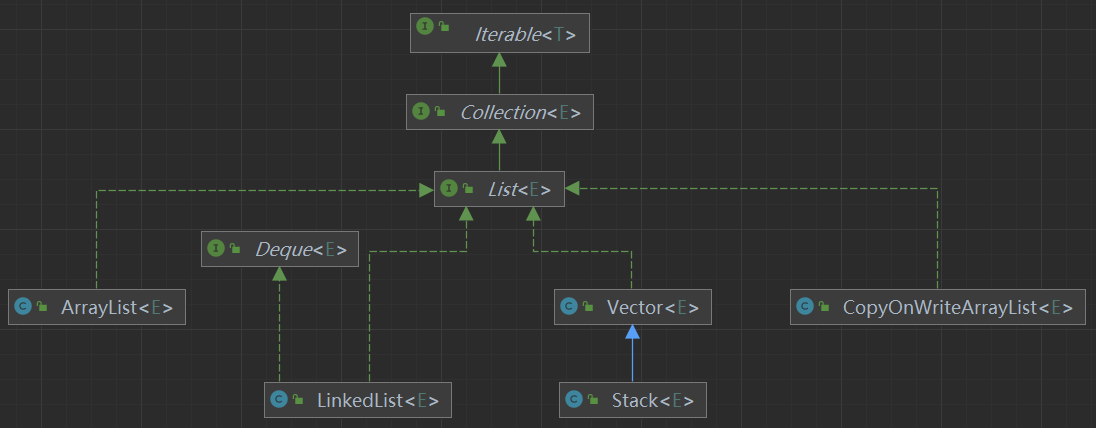 I Iterable<T>
I Collection<E>
I List<E>
I Deque<E>
C ArrayList<E>
C Vector<E>
C CopyOnWriteArrayList<E>
C LinkedList<E>
C Stack<E>